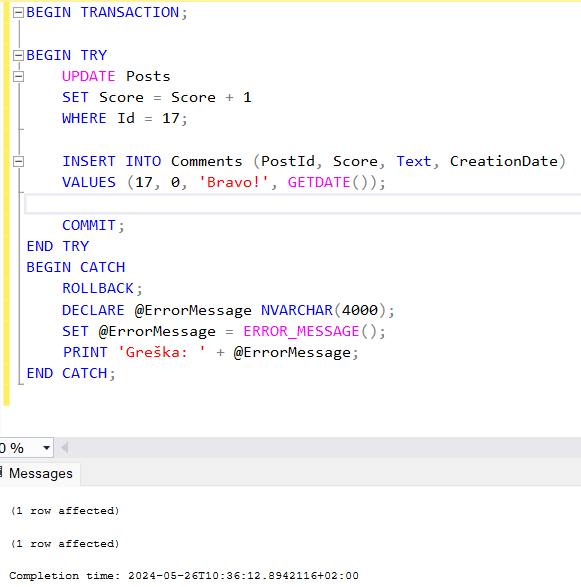 BEGIN TRANSACTION;
BEGIN TRY
UPDATE Posts
SET Score = Score + 1
WHERE Id = 17;
INSERT INTO Comments (PostId, Score, Text, CreationDate)
VALUES (17, 0, 'Bravo!', GETDATE());
COMMIT;
END TRY
BEGIN CATCH
ROLLBACK;
DECLARE @ErrorMessage NVARCHAR(4000);
SET @ErrorMessage = ERROR_MESSAGE();
PRINT 'Greška: ' + @ErrorMessage;
END CATCH;
0 %
Messages
(1 row affected)
(1 row affected)
Completion time: 2024-05-26T10:36:12.8942116+02:00